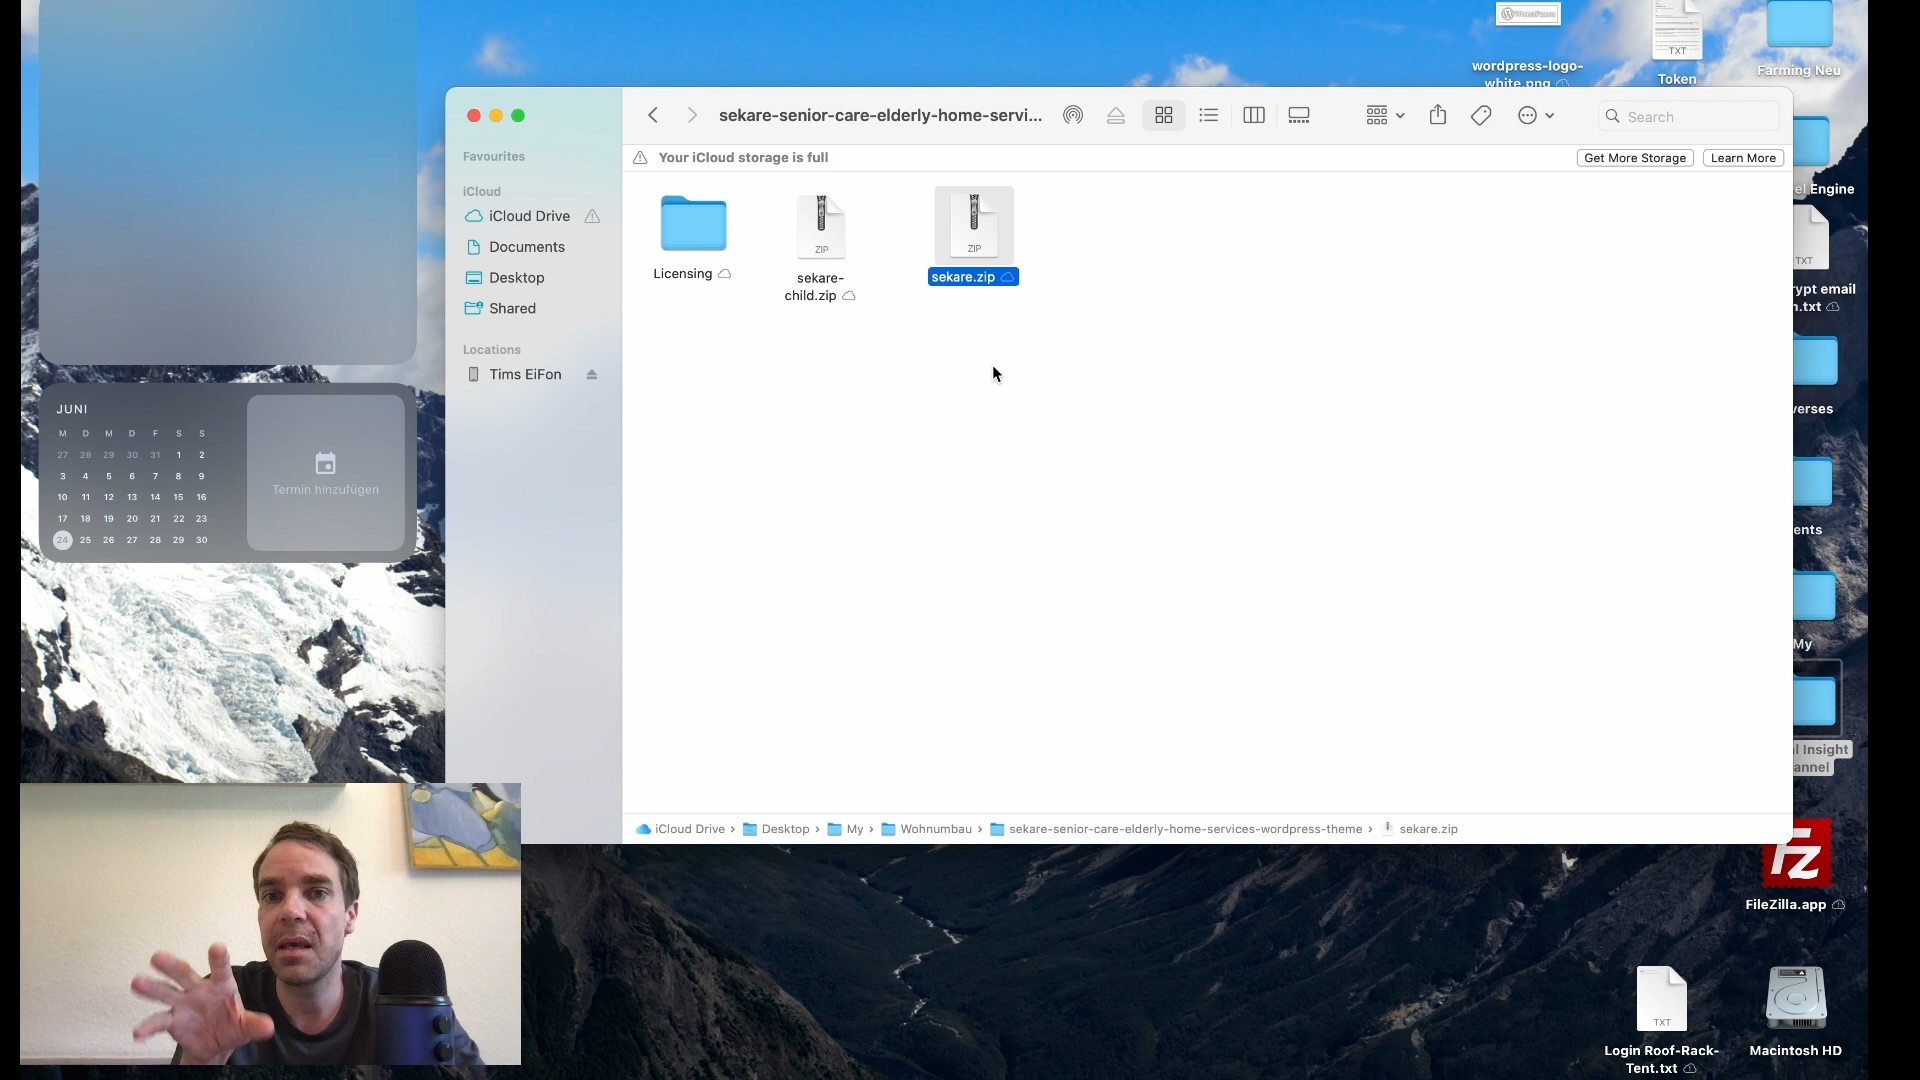 wordpress-logo-
white.png
Token
Farming Neu
TXT
WORDPRESS
sekare-senior-care-elderly-home-servi...
Search
Your iCloud storage is full
Get More Storage
Learn More
Favourites
iCloud
iCloud Drive
Documents
Desktop
Shared
Locations
Tims EiFon
Licensing
ZIP
sekare-
child.zip
ZIP
sekare.zip
el Engine
TXT
rypt email
n.txt
verses
ents
My
l Insight
annel
JUNI
M D M D F S S
27 28 29 30 31 1 2
3 4 5 6 7 8 9
10 11 12 13 14 15 16
17 18 19 20 21 22 23
24 25 26 27 28 29 30
Termin hinzufügen
iCloud Drive › Desktop › My › Wohnumbau › sekare-senior-care-elderly-home-services-wordpress-theme › sekare.zip
Fz
FileZilla.app
TXT
Login Roof-Rack-
Tent.txt
Macintosh HD